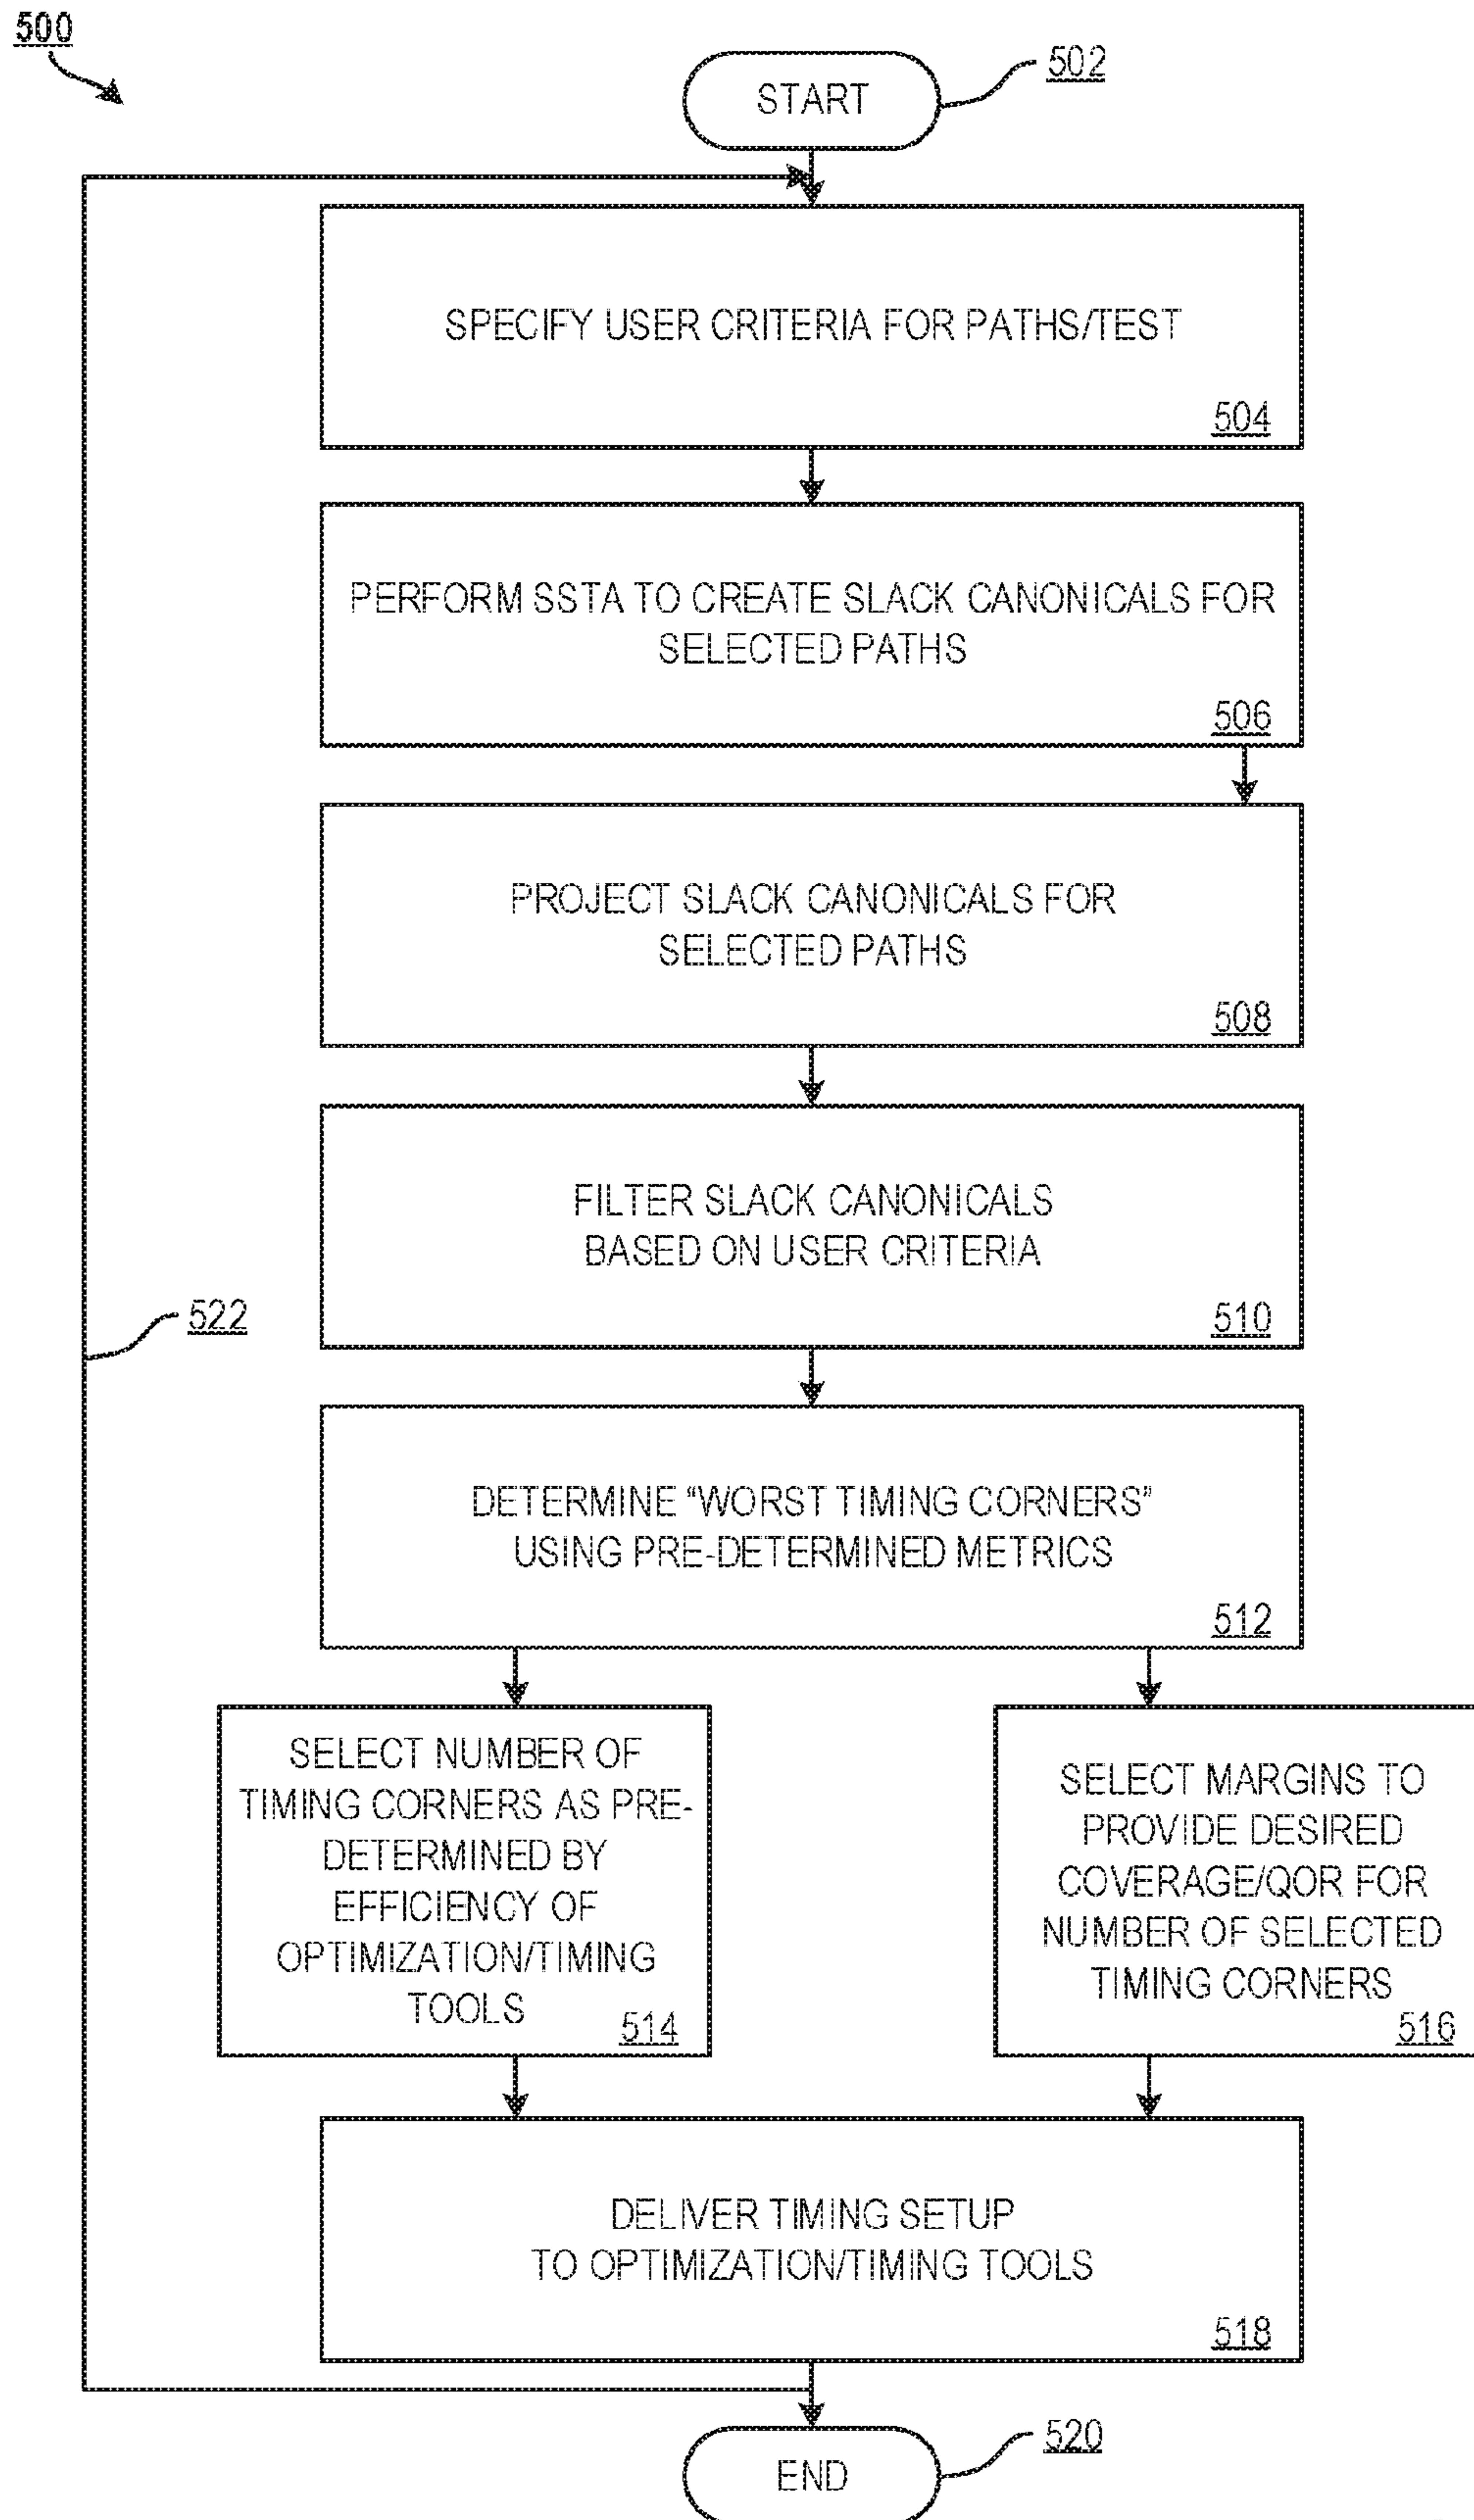 500
START
502
SPECIFY USER CRITERIA FOR PATHS/TEST
504
PERFORM SSTA TO CREATE SLACK CANONICALS FOR
SELECTED PATHS
506
PROJECT SLACK CANONICALS FOR
SELECTED PATHS
508
FILTER SLACK CANONICALS
BASED ON USER CRITERIA
510
522
DETERMINE "WORST TIMING CORNERS"
USING PRE-DETERMINED METRICS
512
SELECT NUMBER OF
TIMING CORNERS AS PRE-
DETERMINED BY
EFFICIENCY OF
OPTIMIZATION/TIMING
TOOLS
514
SELECT MARGINS TO
PROVIDE DESIRED
COVERAGE/QOR FOR
NUMBER OF SELECTED
TIMING CORNERS
516
DELIVER TIMING SETUP
TO OPTIMIZATION/TIMING TOOLS
518
520
END